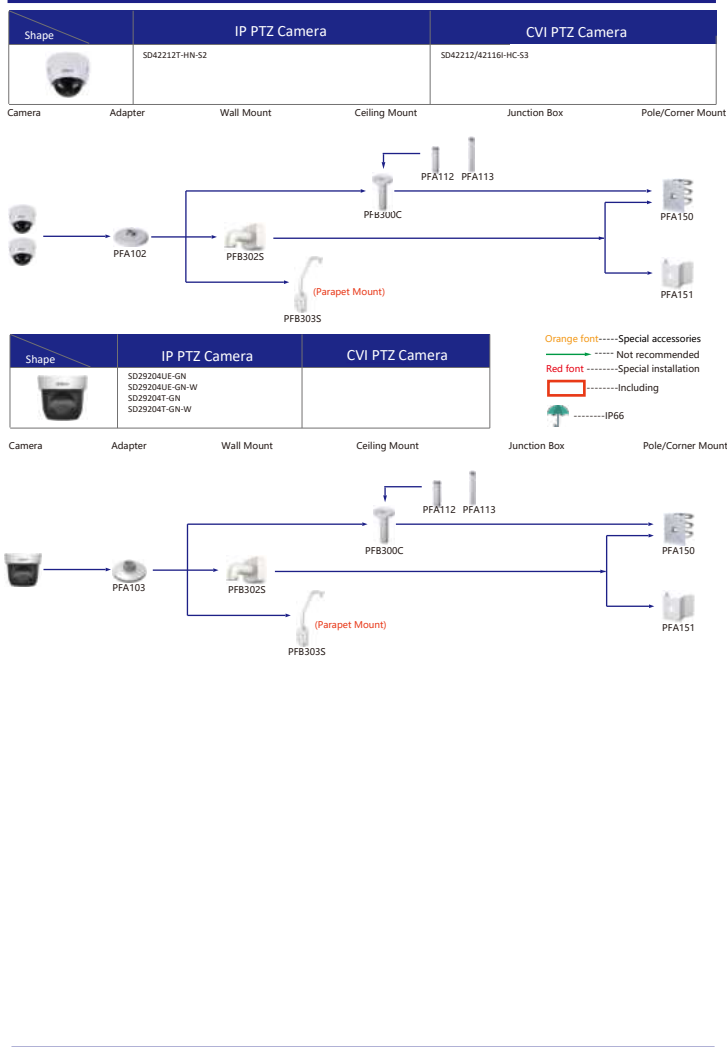 Shape
IP PTZ Camera
CVI PTZ Camera
SD42212T-HN-S2
SD42212/42116I-HC-S3
Camera
Adapter
Wall Mount
Ceiling Mount
Junction Box
Pole/Corner Mount
PFA112
PFA113
PFB300C
PFA150
PFA102
PFB302S
(Parapet Mount)
PFA151
PFB303S
Shape
IP PTZ Camera
CVI PTZ Camera
SD29204UE-GN
SD29204UE-GN-W
SD29204T-GN
SD29204T-GN-W
Orange font-----Special accessories
----- Not recommended
Red font -------Special installation
--------Including
--------IP66
Camera
Adapter
Wall Mount
Ceiling Mount
Junction Box
Pole/Corner Mount
PFA112
PFA113
PFB300C
PFA150
PFA103
PFB302S
(Parapet Mount)
PFA151
PFB303S